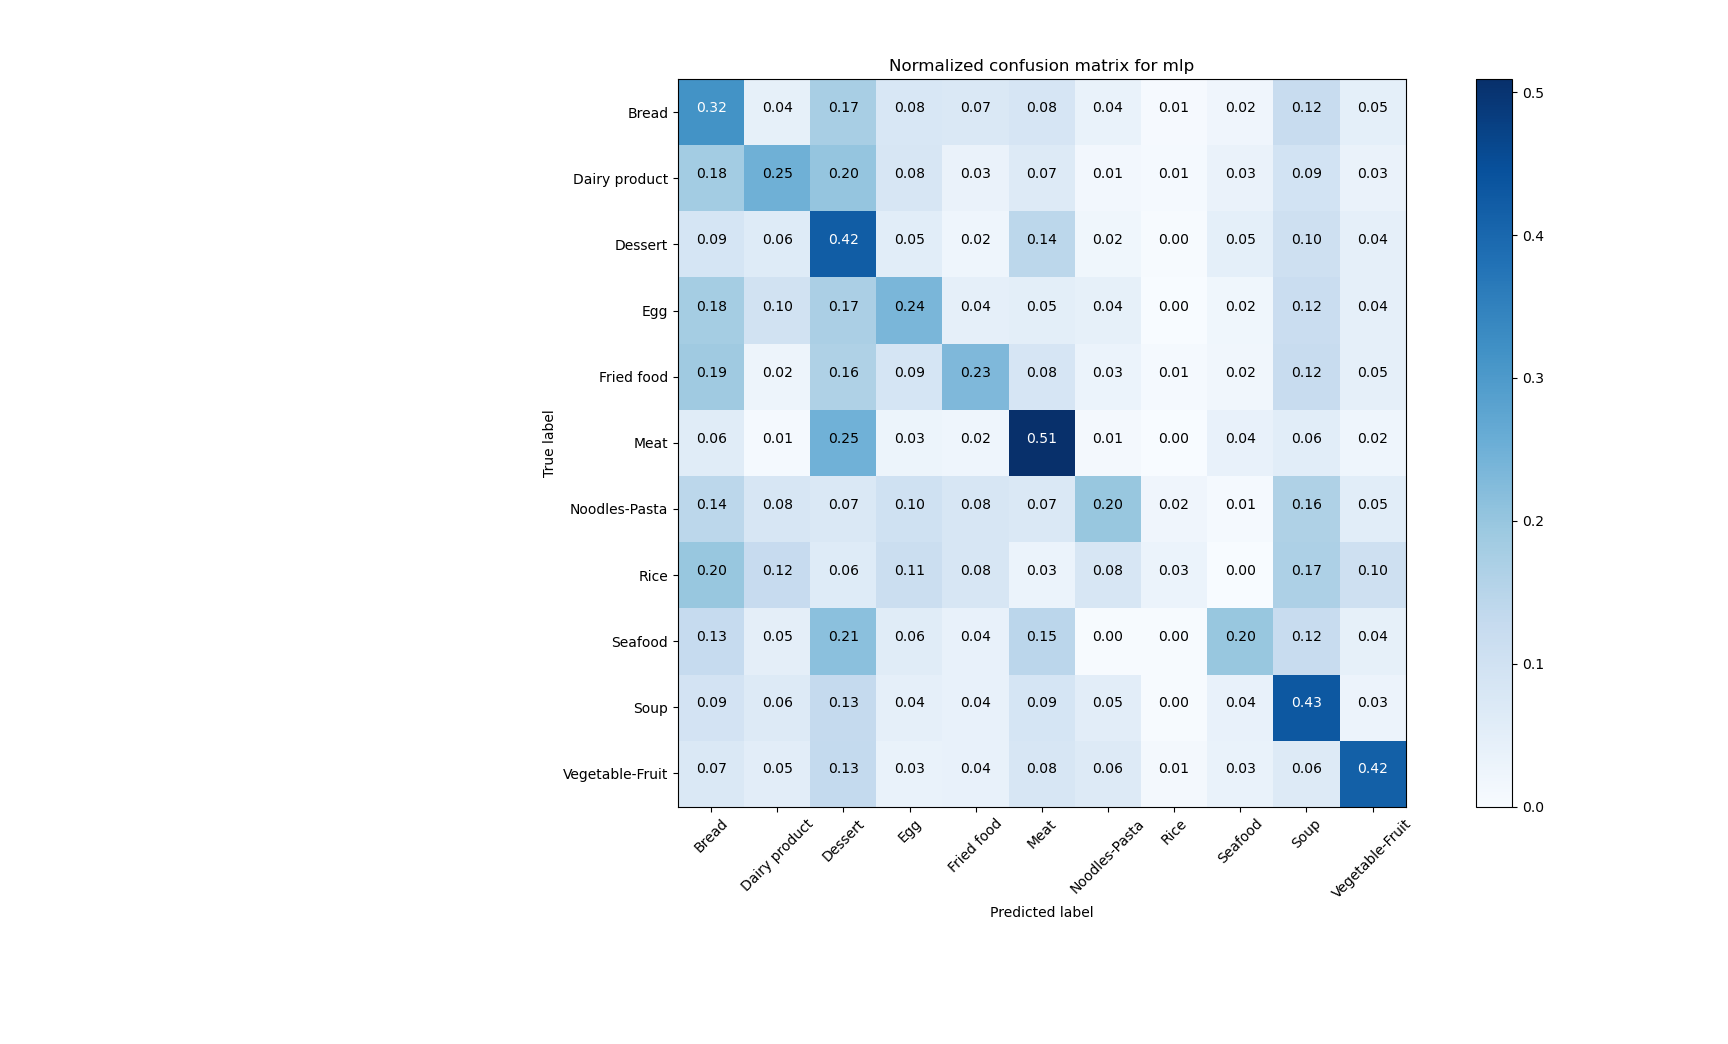 Normalized confusion matrix for mlp
Bread 0.32 0.04 0.17 0.08 0.07 0.08 0.04 0.01 0.02 0.12 0.05
Dairy product 0.18 0.25 0.20 0.08 0.03 0.07 0.01 0.01 0.03 0.09 0.03
Dessert 0.09 0.06 0.42 0.05 0.02 0.14 0.02 0.00 0.05 0.10 0.04
Egg 0.18 0.10 0.17 0.24 0.04 0.05 0.04 0.00 0.02 0.12 0.04
Fried food 0.19 0.02 0.16 0.09 0.23 0.08 0.03 0.01 0.02 0.12 0.05
Meat 0.06 0.01 0.25 0.03 0.02 0.51 0.01 0.00 0.04 0.06 0.02
Noodles-Pasta 0.14 0.08 0.07 0.10 0.08 0.07 0.20 0.02 0.01 0.16 0.05
Rice 0.20 0.12 0.06 0.11 0.08 0.03 0.08 0.03 0.00 0.17 0.10
Seafood 0.13 0.05 0.21 0.06 0.04 0.15 0.00 0.00 0.20 0.12 0.04
Soup 0.09 0.06 0.13 0.04 0.04 0.09 0.05 0.00 0.04 0.43 0.03
Vegetable-Fruit 0.07 0.05 0.13 0.03 0.04 0.08 0.06 0.01 0.03 0.06 0.42
True label
Bread Dairy product Dessert Egg Fried food Meat Noodles-Pasta Rice Seafood Soup Vegetable-Fruit
Predicted label
0.5
0.4
0.3
0.2
0.1
0.0